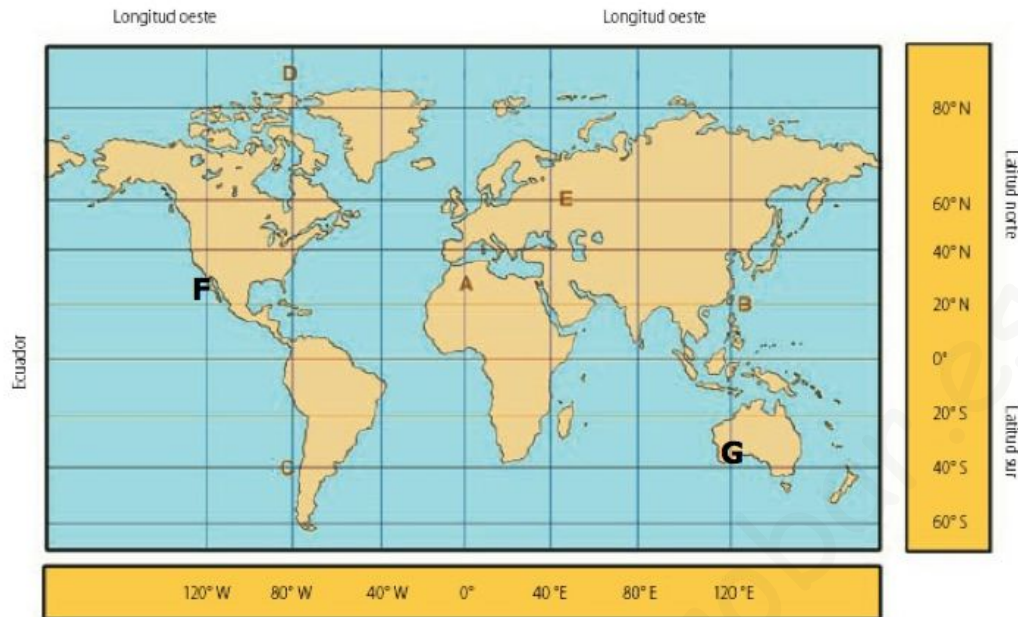 Longitud oeste Longitud oeste
D
80° N
Latitud norte
E
60° N
40° N
F
A
B
20° N
Ecuador
0°
20° S
Latitud sur
G
C
40° S
60° S
120° W 80° W 40° W 0° 40 °E 80° E 120 °E